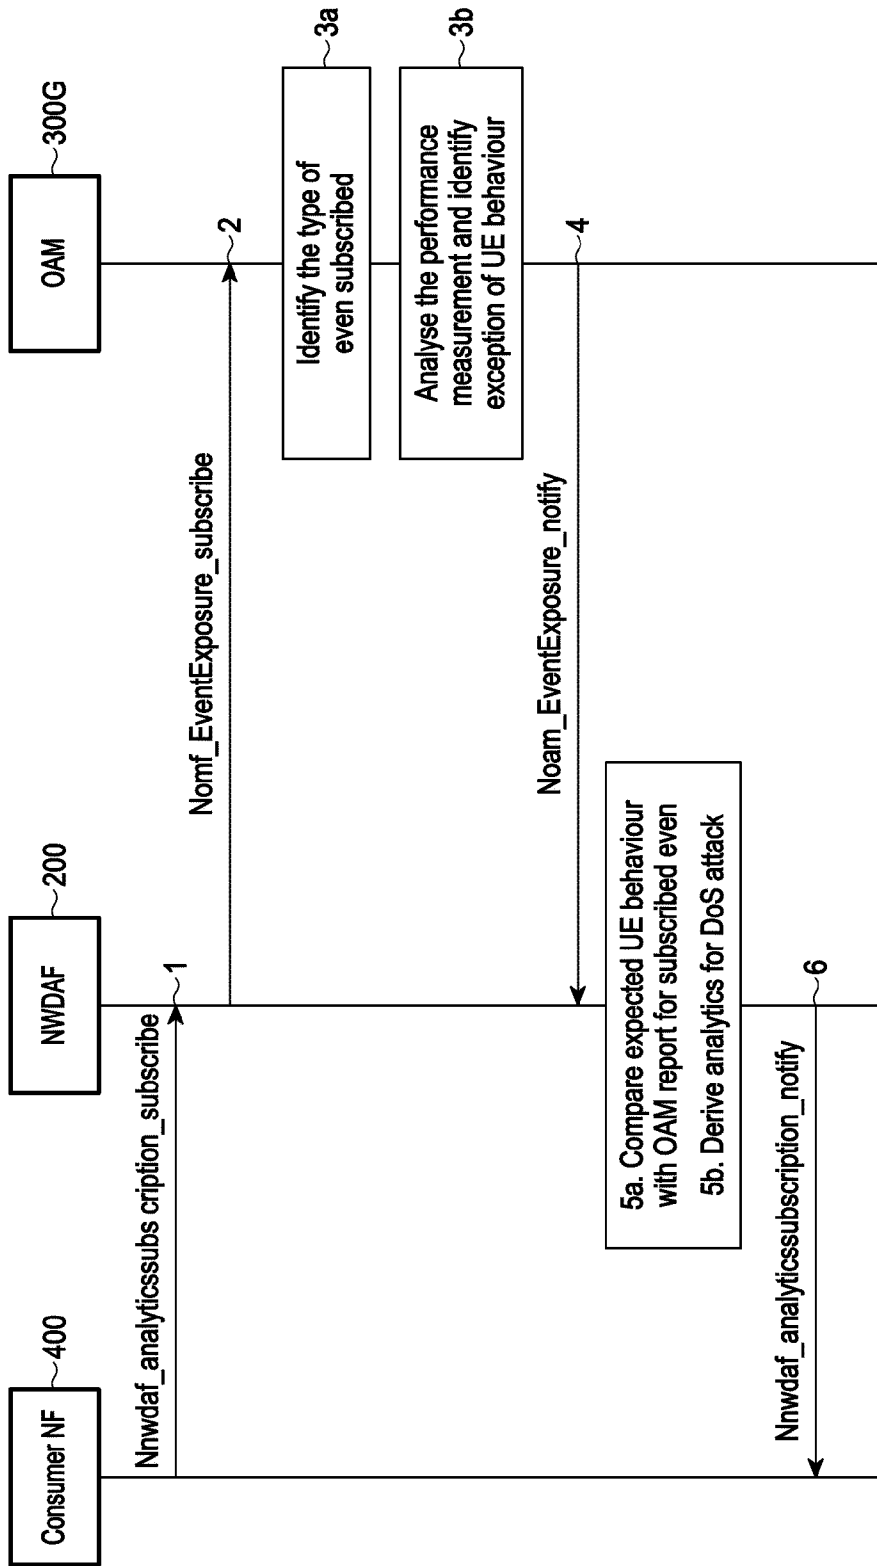 Consumer NF
400
NWDAF
200
OAM
300G
Nnwdaf_analyticssubs cription_subscribe
1
Nomf_EventExposure_subscribe
2
Identify the type of
even subscribed
3a
Analyse the performance
measurement and identify
exception of UE behaviour
3b
Noam_EventExposure_notify
4
5a. Compare expected UE behaviour
with OAM report for subscribed even
5b. Derive analytics for DoS attack
Nnwdaf_analyticssubscription_notify
6